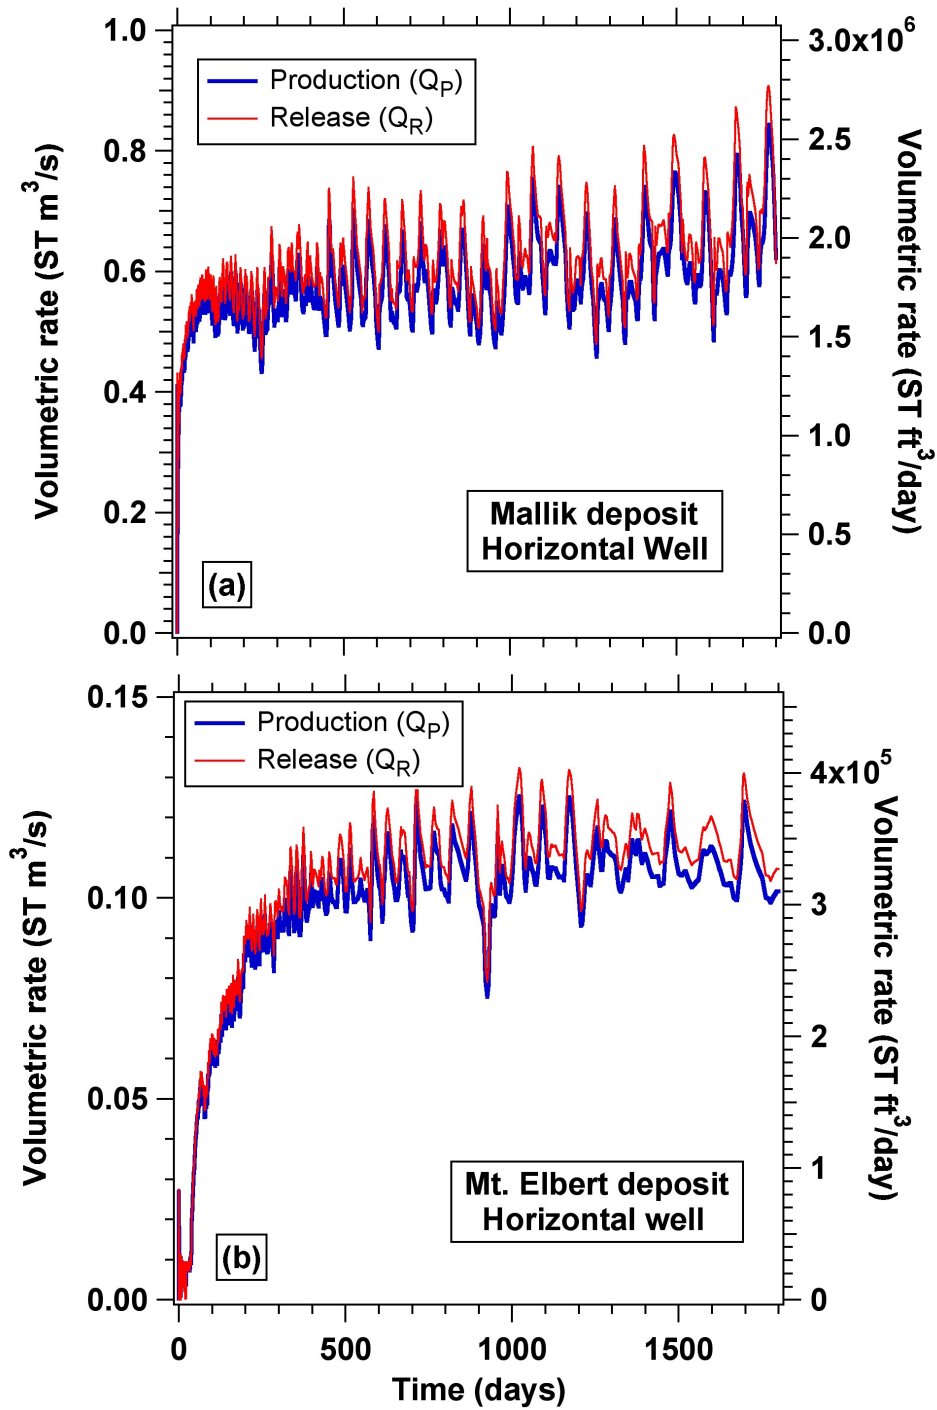 1.0
0.8
0.6
0.4
0.2
0.0
Volumetric rate (ST m³/s)
Production (Q_P)
Release (Q_R)
3.0x10⁶
2.5
2.0
1.5
1.0
0.5
0.0
Volumetric rate (ST ft³/day)
Mallik deposit
Horizontal Well
(a)
0.15
0.10
0.05
0.00
Volumetric rate (ST m³/s)
Production (Q_P)
Release (Q_R)
4x10⁵
3
2
1
0
Volumetric rate (ST ft³/day)
Mt. Elbert deposit
Horizontal well
(b)
0 500 1000 1500
Time (days)